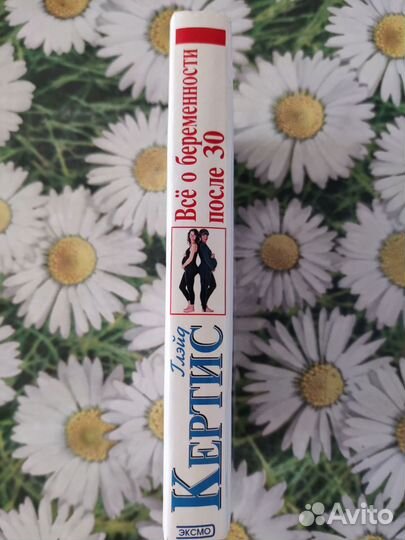 Глэйд
КЕРТИС
Всё о беременности
после 30
ЭКСМО
Avito